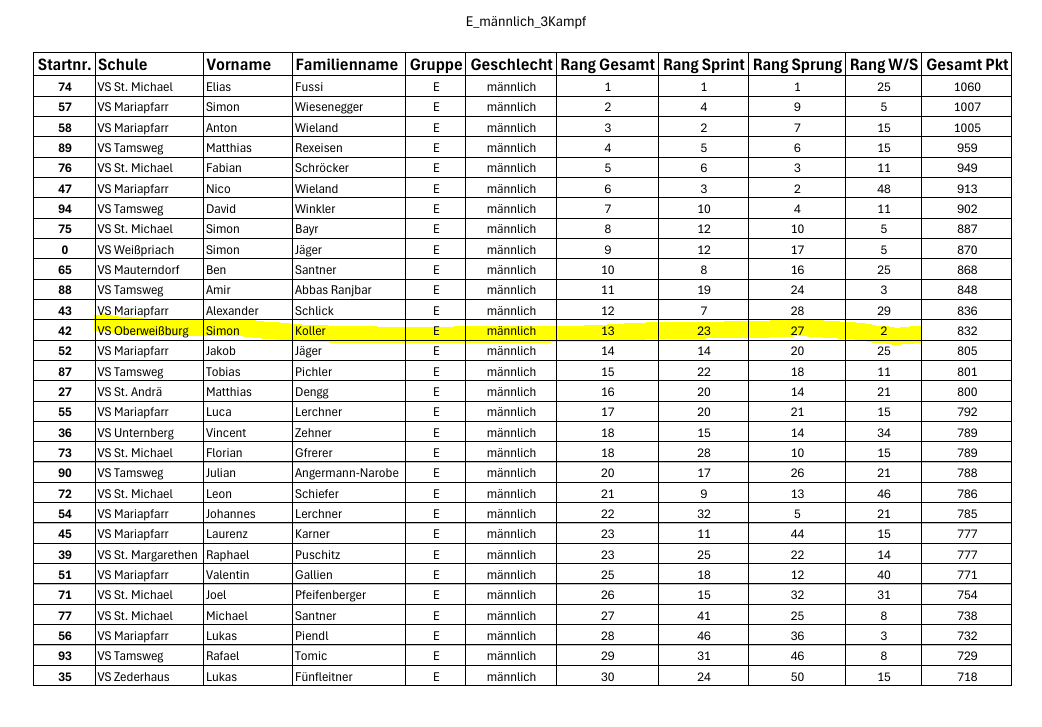 E_männlich_3Kampf
Startnr. Schule Vorname Familienname Gruppe Geschlecht Rang Gesamt Rang Sprint Rang Sprung Rang W/S Gesamt Pkt
74 VS St. Michael Elias Fussi E männlich 1 1 1 25 1060
57 VS Mariapfarr Simon Wiesenegger E männlich 2 4 9 5 1007
58 VS Mariapfarr Anton Wieland E männlich 3 2 7 15 1005
89 VS Tamsweg Matthias Rexeisen E männlich 4 5 6 15 959
76 VS St. Michael Fabian Schröcker E männlich 5 6 3 11 949
47 VS Mariapfarr Nico Wieland E männlich 6 3 2 48 913
94 VS Tamsweg David Winkler E männlich 7 10 4 11 902
75 VS St. Michael Simon Bayr E männlich 8 12 10 5 887
0 VS Weißpriach Simon Jäger E männlich 9 12 17 5 870
65 VS Mauterndorf Ben Santner E männlich 10 8 16 25 868
88 VS Tamsweg Amir Abbas Ranjbar E männlich 11 19 24 3 848
43 VS Mariapfarr Alexander Schlick E männlich 12 7 28 29 836
42 VS Oberweißburg Simon Koller E männlich 13 23 27 2 832
52 VS Mariapfarr Jakob Jäger E männlich 14 14 20 25 805
87 VS Tamsweg Tobias Pichler E männlich 15 22 18 11 801
27 VS St. Andrä Matthias Dengg E männlich 16 20 14 21 800
55 VS Mariapfarr Luca Lerchner E männlich 17 20 21 15 792
36 VS Unternberg Vincent Zehner E männlich 18 15 14 34 789
73 VS St. Michael Florian Gfrerer E männlich 18 28 10 15 789
90 VS Tamsweg Julian Angermann-Narobe E männlich 20 17 26 21 788
72 VS St. Michael Leon Schiefer E männlich 21 9 13 46 786
54 VS Mariapfarr Johannes Lerchner E männlich 22 32 5 21 785
45 VS Mariapfarr Laurenz Karner E männlich 23 11 44 15 777
39 VS St. Margarethen Raphael Puschitz E männlich 23 25 22 14 777
51 VS Mariapfarr Valentin Gallien E männlich 25 18 12 40 771
71 VS St. Michael Joel Pfeifenberger E männlich 26 15 32 31 754
77 VS St. Michael Michael Santner E männlich 27 41 25 8 738
56 VS Mariapfarr Lukas Piendl E männlich 28 46 36 3 732
93 VS Tamsweg Rafael Tomic E männlich 29 31 46 8 729
35 VS Zederhaus Lukas Fünfleitner E männlich 30 24 50 15 718